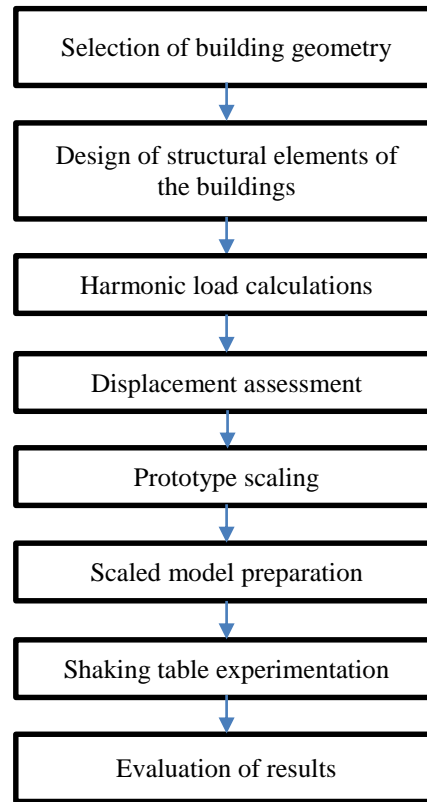 Selection of building geometry
Design of structural elements of
the buildings
Harmonic load calculations
Displacement assessment
Prototype scaling
Scaled model preparation
Shaking table experimentation
Evaluation of results